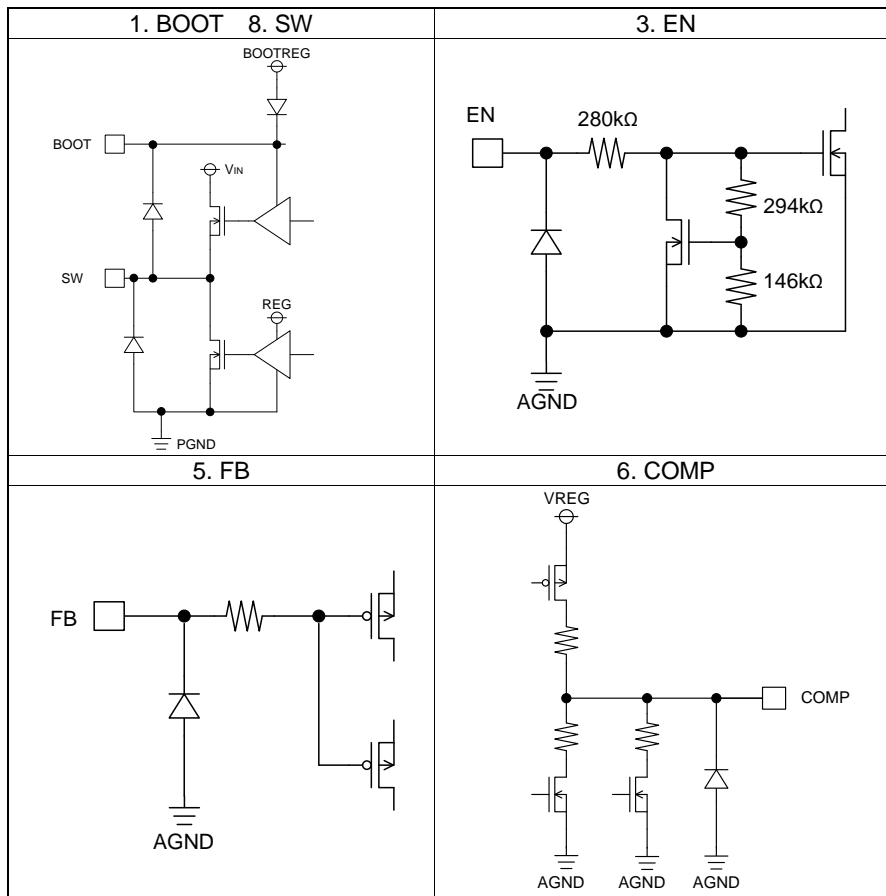 1. BOOT 8. SW
BOOTREG
BOOT
VIN
SW
REG
PGND
3. EN
EN
280kΩ
294kΩ
146kΩ
AGND
5. FB
FB
AGND
6. COMP
VREG
COMP
AGND AGND AGND